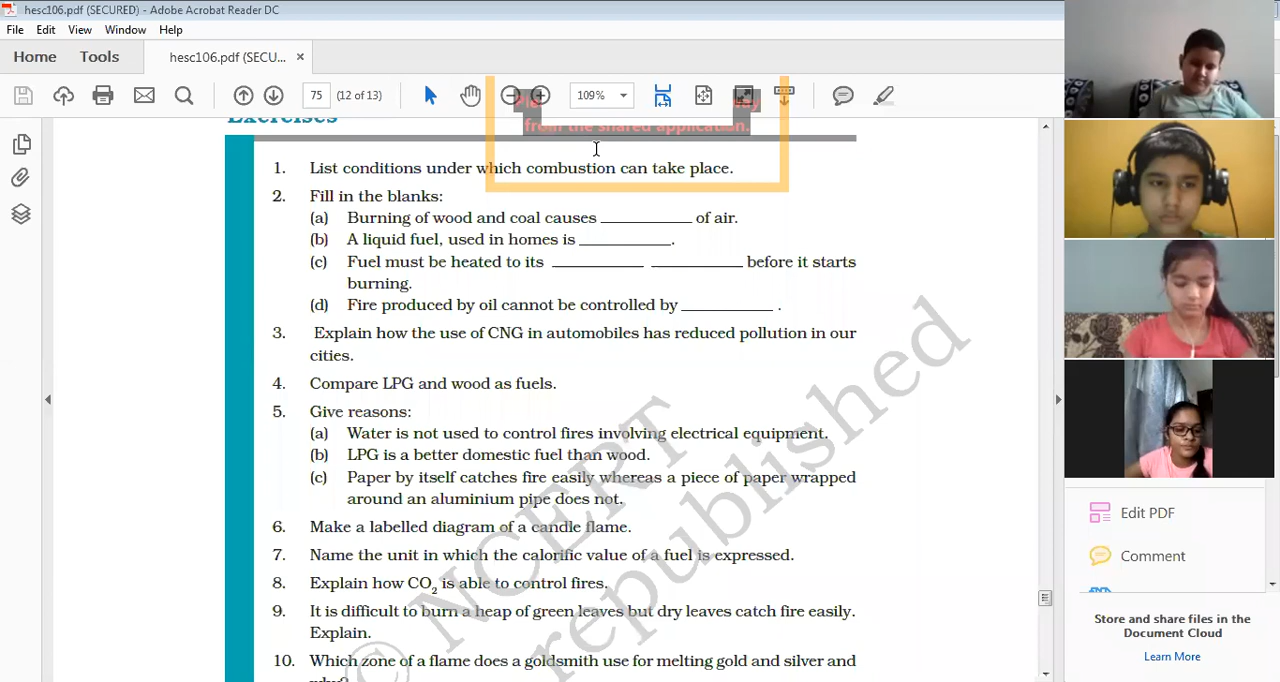 hesc106.pdf (SECURED) - Adobe Acrobat Reader DC
File Edit View Window Help
Home Tools hesc106.pdf (SECU... ×
75 (12 of 13) 109%
from the shared application.
Exercises
1. List conditions under which combustion can take place.
2. Fill in the blanks:
(a) Burning of wood and coal causes ____________ of air.
(b) A liquid fuel, used in homes is ____________.
(c) Fuel must be heated to its ____________ ____________ before it starts
burning.
(d) Fire produced by oil cannot be controlled by ____________ .
3. Explain how the use of CNG in automobiles has reduced pollution in our
cities.
4. Compare LPG and wood as fuels.
5. Give reasons:
(a) Water is not used to control fires involving electrical equipment.
(b) LPG is a better domestic fuel than wood.
(c) Paper by itself catches fire easily whereas a piece of paper wrapped
around an aluminium pipe does not.
6. Make a labelled diagram of a candle flame.
7. Name the unit in which the calorific value of a fuel is expressed.
8. Explain how CO2 is able to control fires.
9. It is difficult to burn a heap of green leaves but dry leaves catch fire easily.
Explain.
10. Which zone of a flame does a goldsmith use for melting gold and silver and
why?
© NCERT
republished
Edit PDF
Comment
Store and share files in the
Document Cloud
Learn More